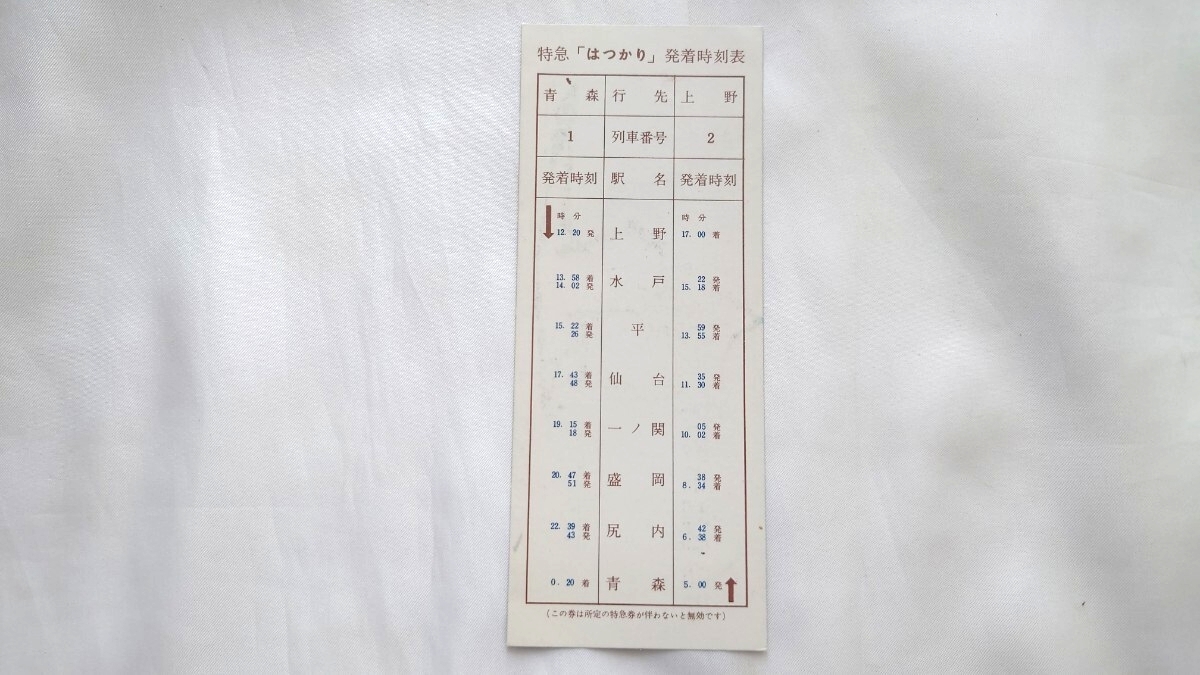 特急「はつかり」発着時刻表
青森 行先 上野
1 列車番号 2
発着時刻 駅名 発着時刻
時分 時分
12.20 発 上野 17.00 着
13.58 着 22 発
14.02 発 水戸 15.18 着
15.22 着 59 発
26 発 平 13.55 着
17.43 着 35 発
48 発 仙台 11.30 着
19.15 着 05 発
18 発 一ノ関 10.02 着
20.47 着 38 発
51 発 盛岡 8.34 着
22.39 着 42 発
43 発 尻内 6.38 着
0.20 着 青森 5.00 発
(この券は所定の特急券が伴わないと無効です)